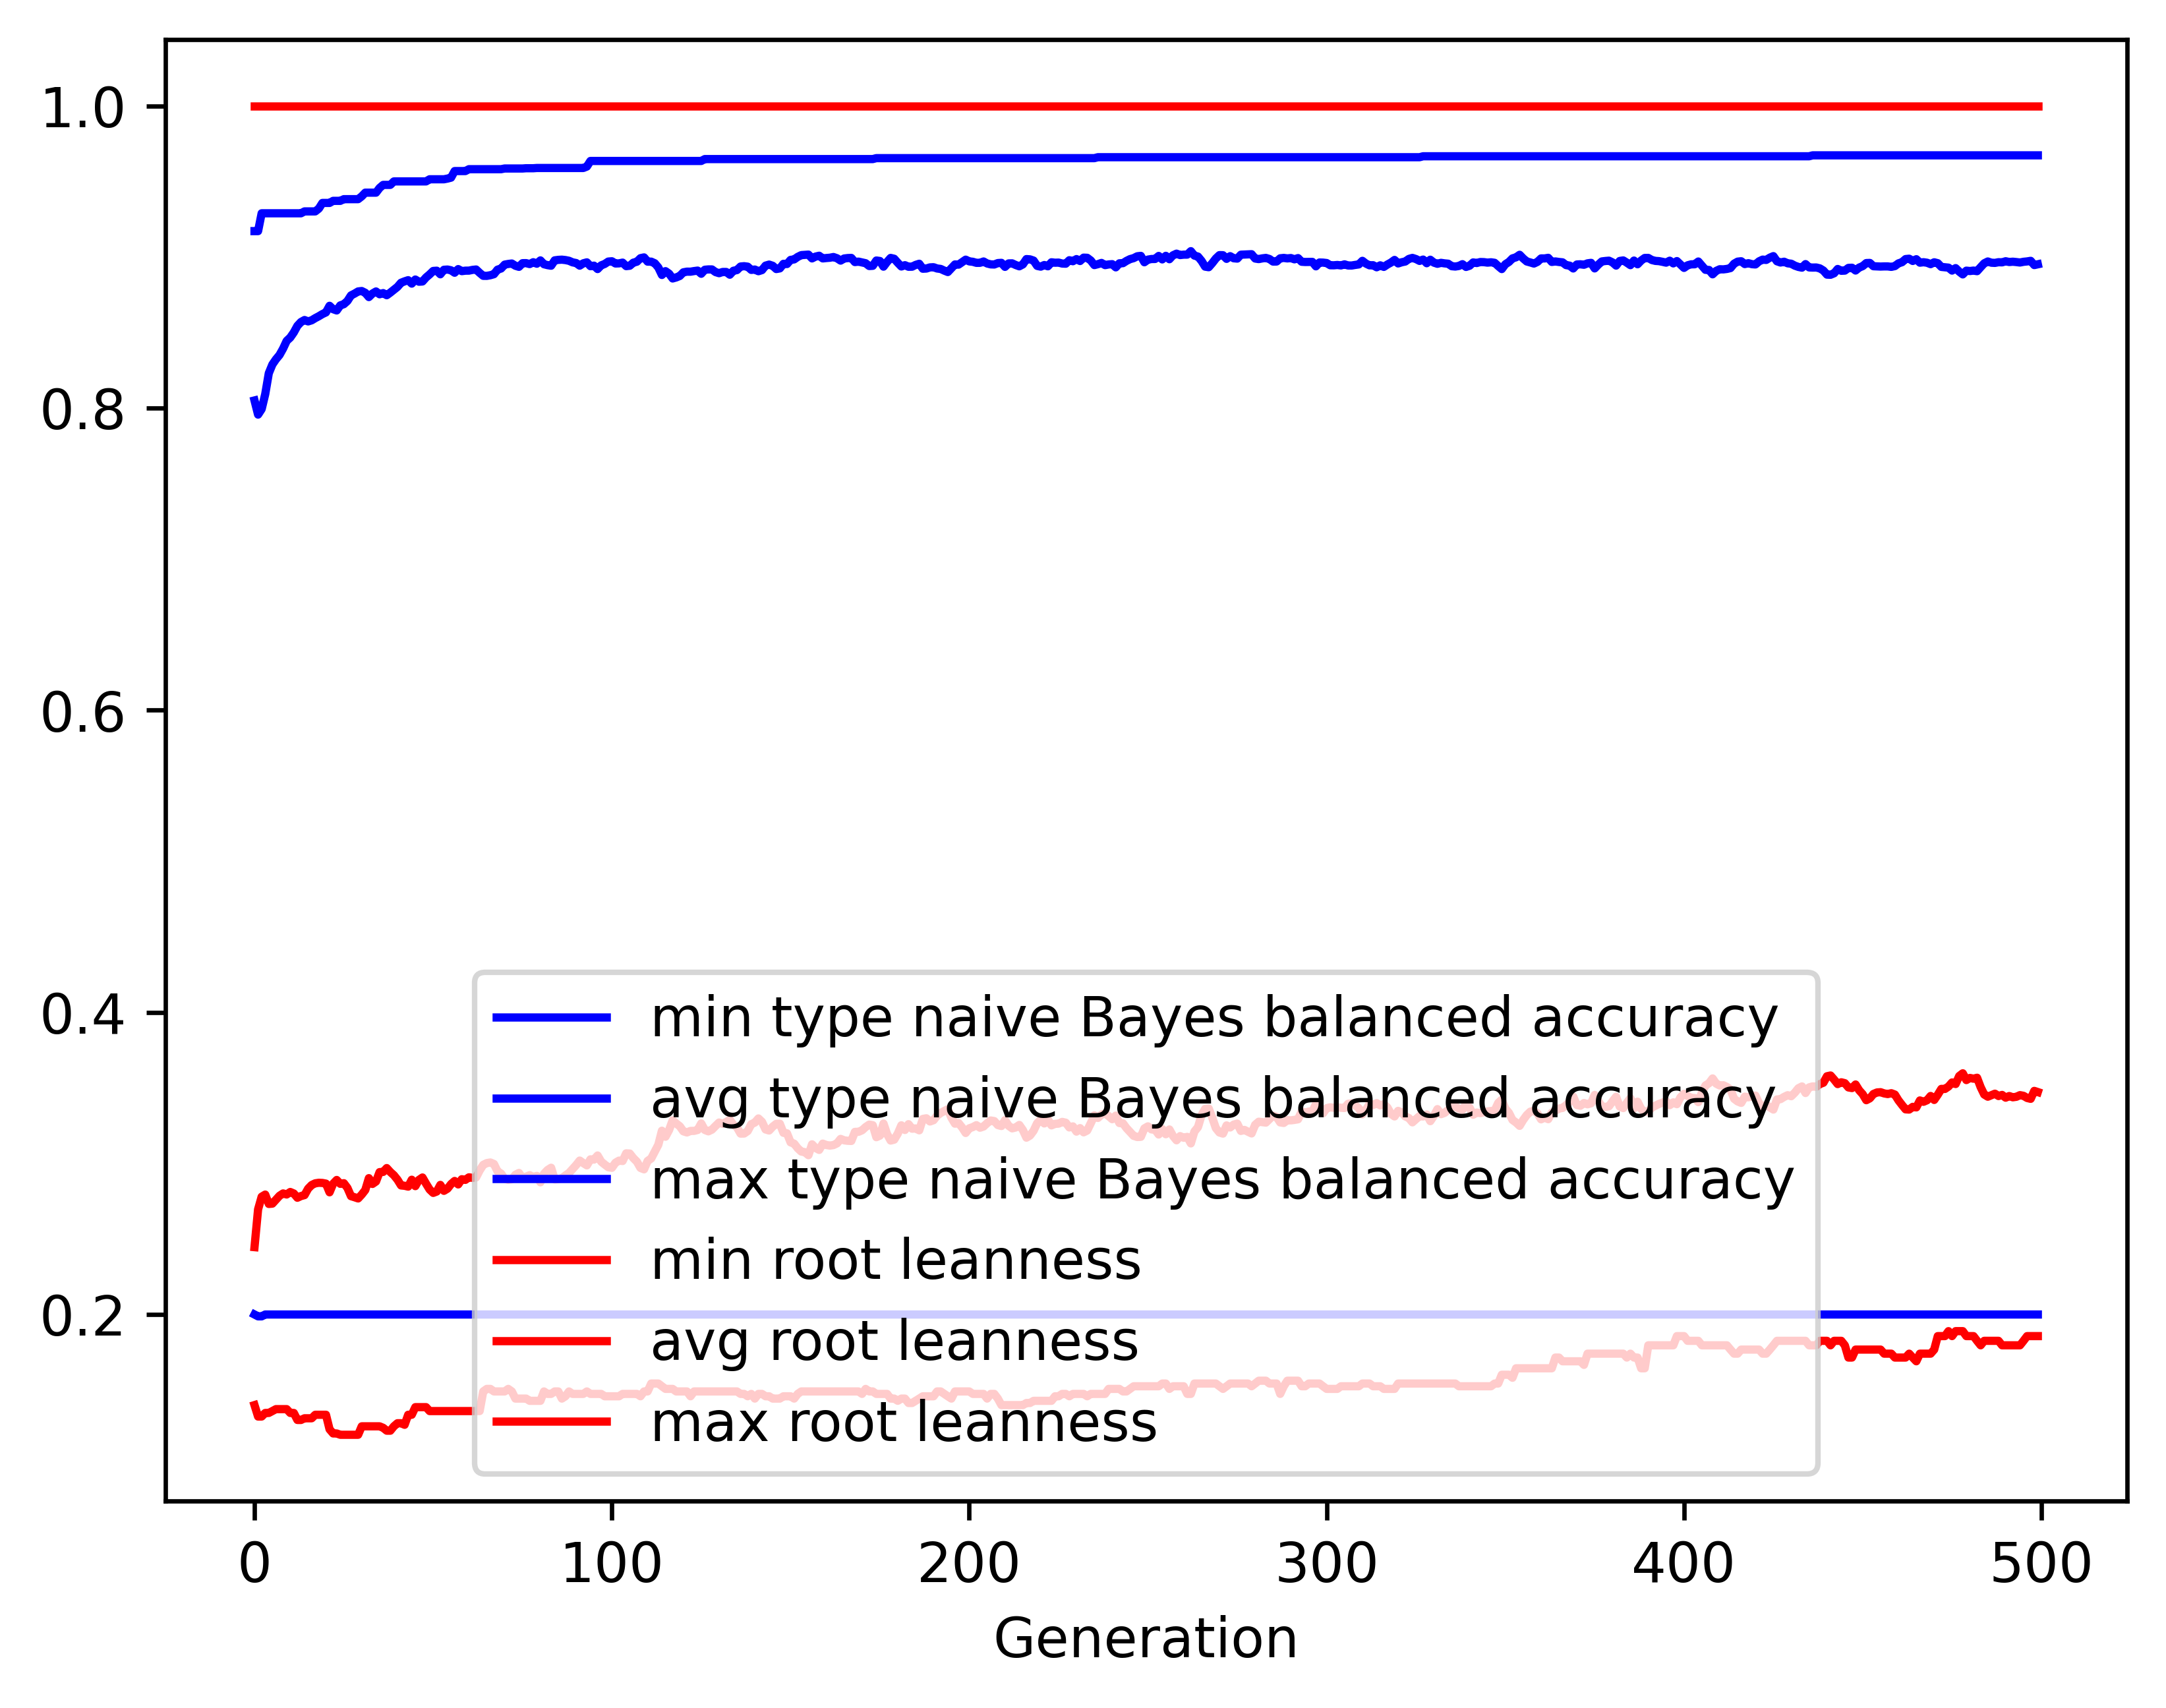 1.0
0.8
0.6
0.4
0.2
min type naive Bayes balanced accuracy
avg type naive Bayes balanced accuracy
max type naive Bayes balanced accuracy
min root leanness
avg root leanness
max root leanness
0 100 200 300 400 500
Generation